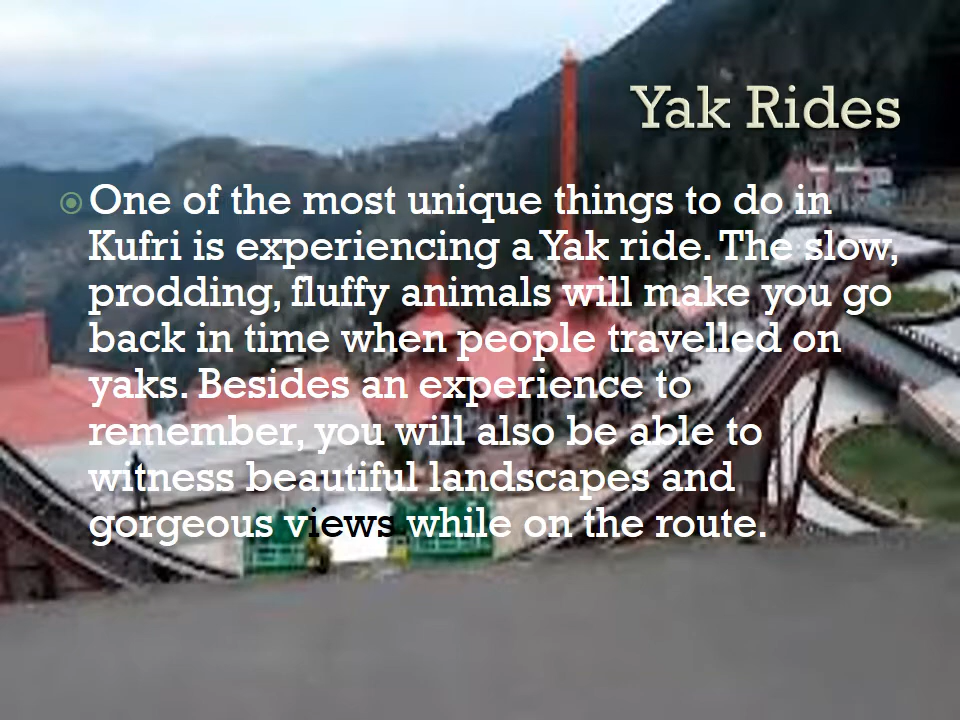 Yak Rides
One of the most unique things to do in
Kufri is experiencing a Yak ride. The slow,
prodding, fluffy animals will make you go
back in time when people travelled on
yaks. Besides an experience to
remember, you will also be able to
witness beautiful landscapes and
gorgeous views while on the route.